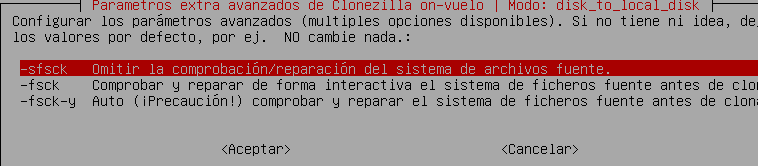 Parametros extra avanzados de Clonezilla on-vuelo | Modo: disk_to_local_disk
Configurar los parámetros avanzados (multiples opciones disponibles). Si no tiene ni idea, de
los valores por defecto, por ej.  NO cambie nada.:
-sfsck  Omitir la comprobación/reparación del sistema de archivos fuente.
-fsck   Comprobar y reparar de forma interactiva el sistema de ficheros fuente antes de clon
-fsck-y  Auto (¡Precaución!) comprobar y reparar el sistema de ficheros fuente antes de clona
<Aceptar>  <Cancelar>